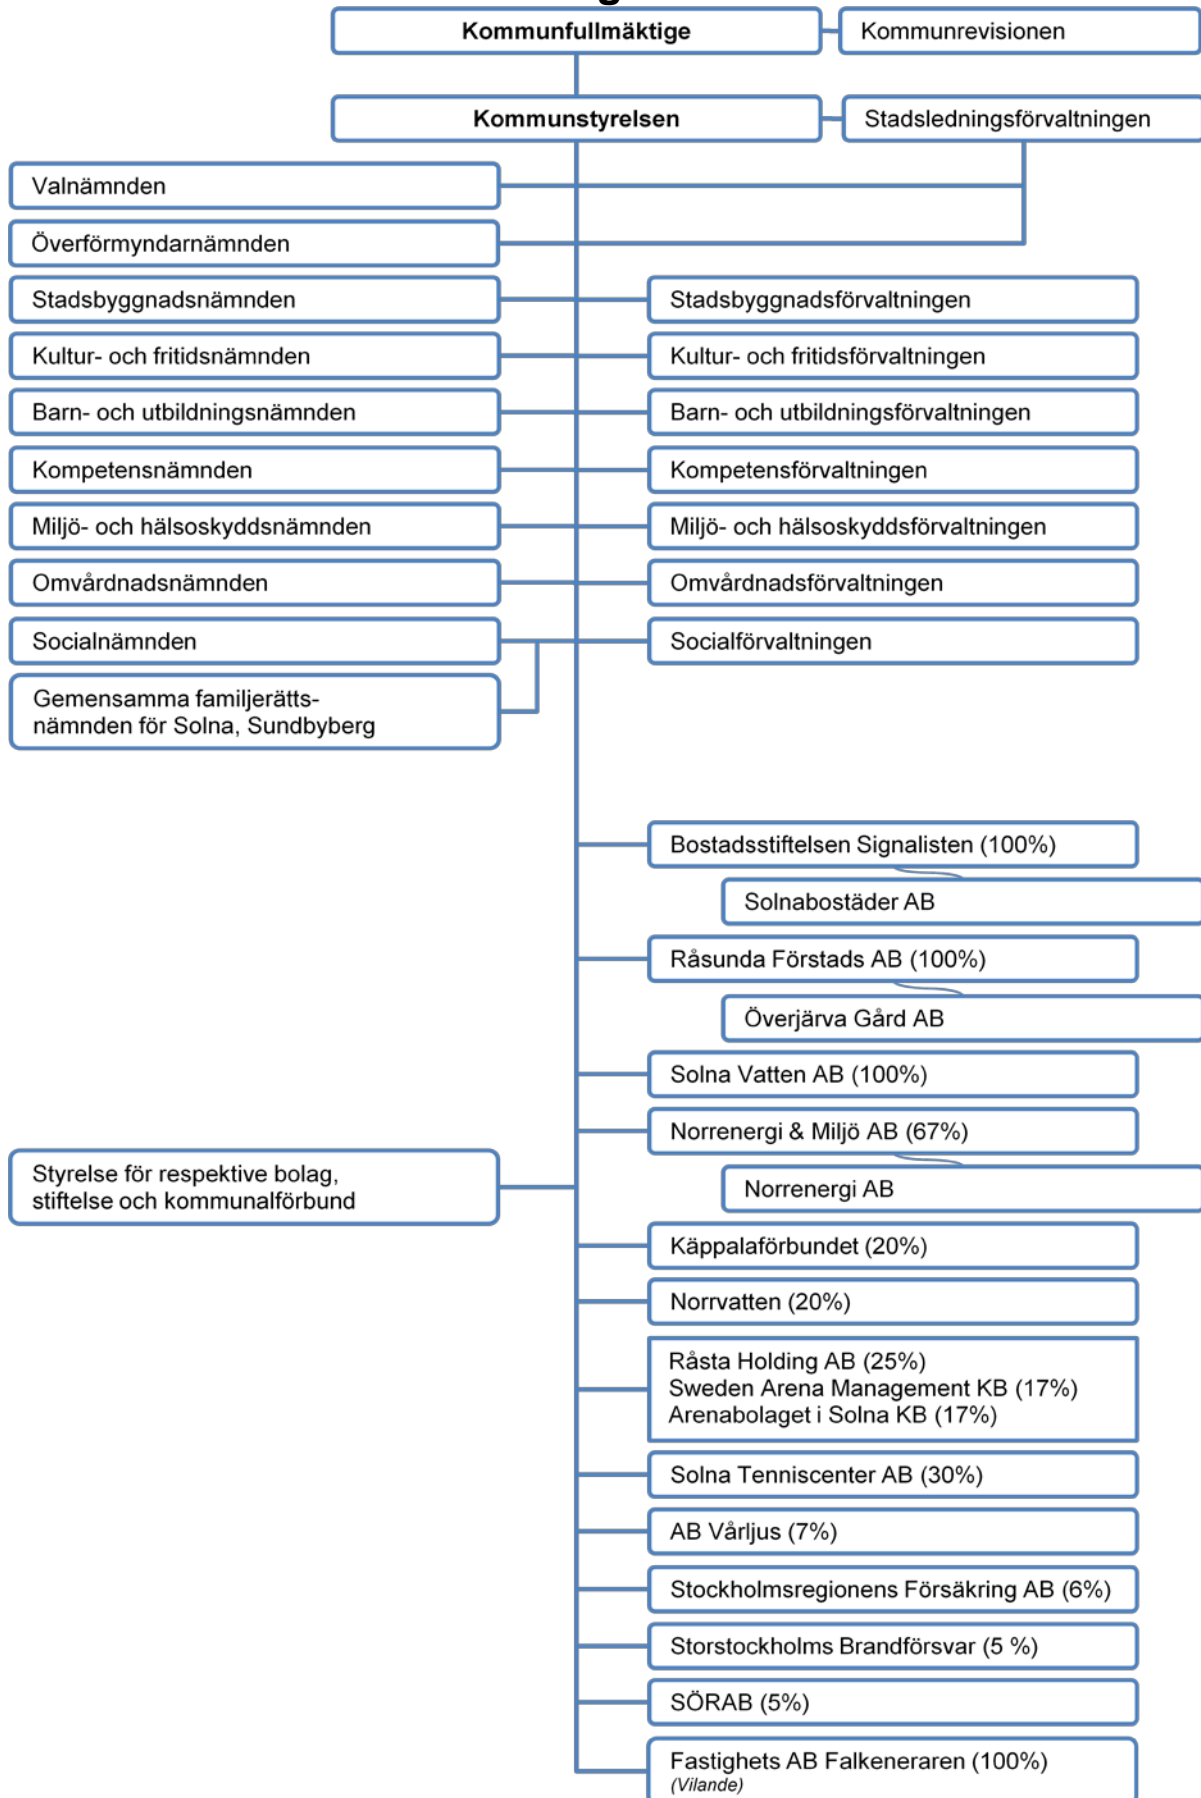 Kommunfullmäktige
Kommunrevisionen
Kommunstyrelsen
Stadsledningsförvaltningen
Valnämnden
Överförmyndarnämnden
Stadsbyggnadsnämnden
Stadsbyggnadsförvaltningen
Kultur- och fritidsnämnden
Kultur- och fritidsförvaltningen
Barn- och utbildningsnämnden
Barn- och utbildningsförvaltningen
Kompetensnämnden
Kompetensförvaltningen
Miljö- och hälsoskyddsnämnden
Miljö- och hälsoskyddsförvaltningen
Omvårdnadsnämnden
Omvårdnadsförvaltningen
Socialnämnden
Socialförvaltningen
Gemensamma familjerätts-
nämnden för Solna, Sundbyberg
Bostadsstiftelsen Signalisten (100%)
Solnabostäder AB
Råsunda Förstads AB (100%)
Överjärva Gård AB
Solna Vatten AB (100%)
Norrenergi & Miljö AB (67%)
Norrenergi AB
Styrelse för respektive bolag,
stiftelse och kommunalförbund
Käppalaförbundet (20%)
Norrvatten (20%)
Råsta Holding AB (25%)
Sweden Arena Management KB (17%)
Arenabolaget i Solna KB (17%)
Solna Tenniscenter AB (30%)
AB Vårljus (7%)
Stockholmsregionens Försäkring AB (6%)
Storstockholms Brandförsvar (5 %)
SÖRAB (5%)
Fastighets AB Falkeneraren (100%)
(Vilande)